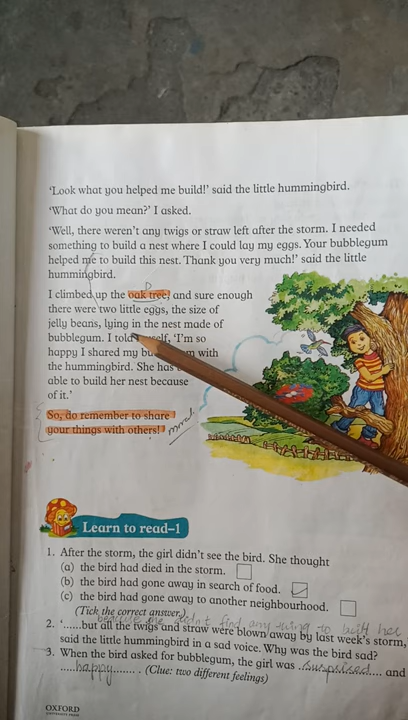 'Look what you helped me build!' said the little hummingbird.
'What do you mean?' I asked.
'Well, there weren't any twigs or straw left after the storm. I needed
something to build a nest where I could lay my eggs. Your bubblegum
helped me to build this nest. Thank you very much!' said the little
hummingbird.
I climbed up the oak tree, and sure enough
there were two little eggs, the size of
jelly beans, lying in the nest made of
bubblegum. I told 'I'm so
happy I shared my with
the hummingbird. She has
able to build her nest because
of it.'
So, do remember to share
your things with others!
moral
Learn to read–1
1. After the storm, the girl didn't see the bird. She thought
(a) the bird had died in the storm.
(b) the bird had gone away in search of food.
(c) the bird had gone away to another neighbourhood.
(Tick the correct answer.)
didn't find any
2. '......but all the twigs and straw were blown away by last week's storm,'
said the little hummingbird in a sad voice. Why was the bird sad?
3. When the bird asked for bubblegum, the girl was surprised and
happy (Clue: two different feelings)
OXFORD
UNIVERSITY PRESS